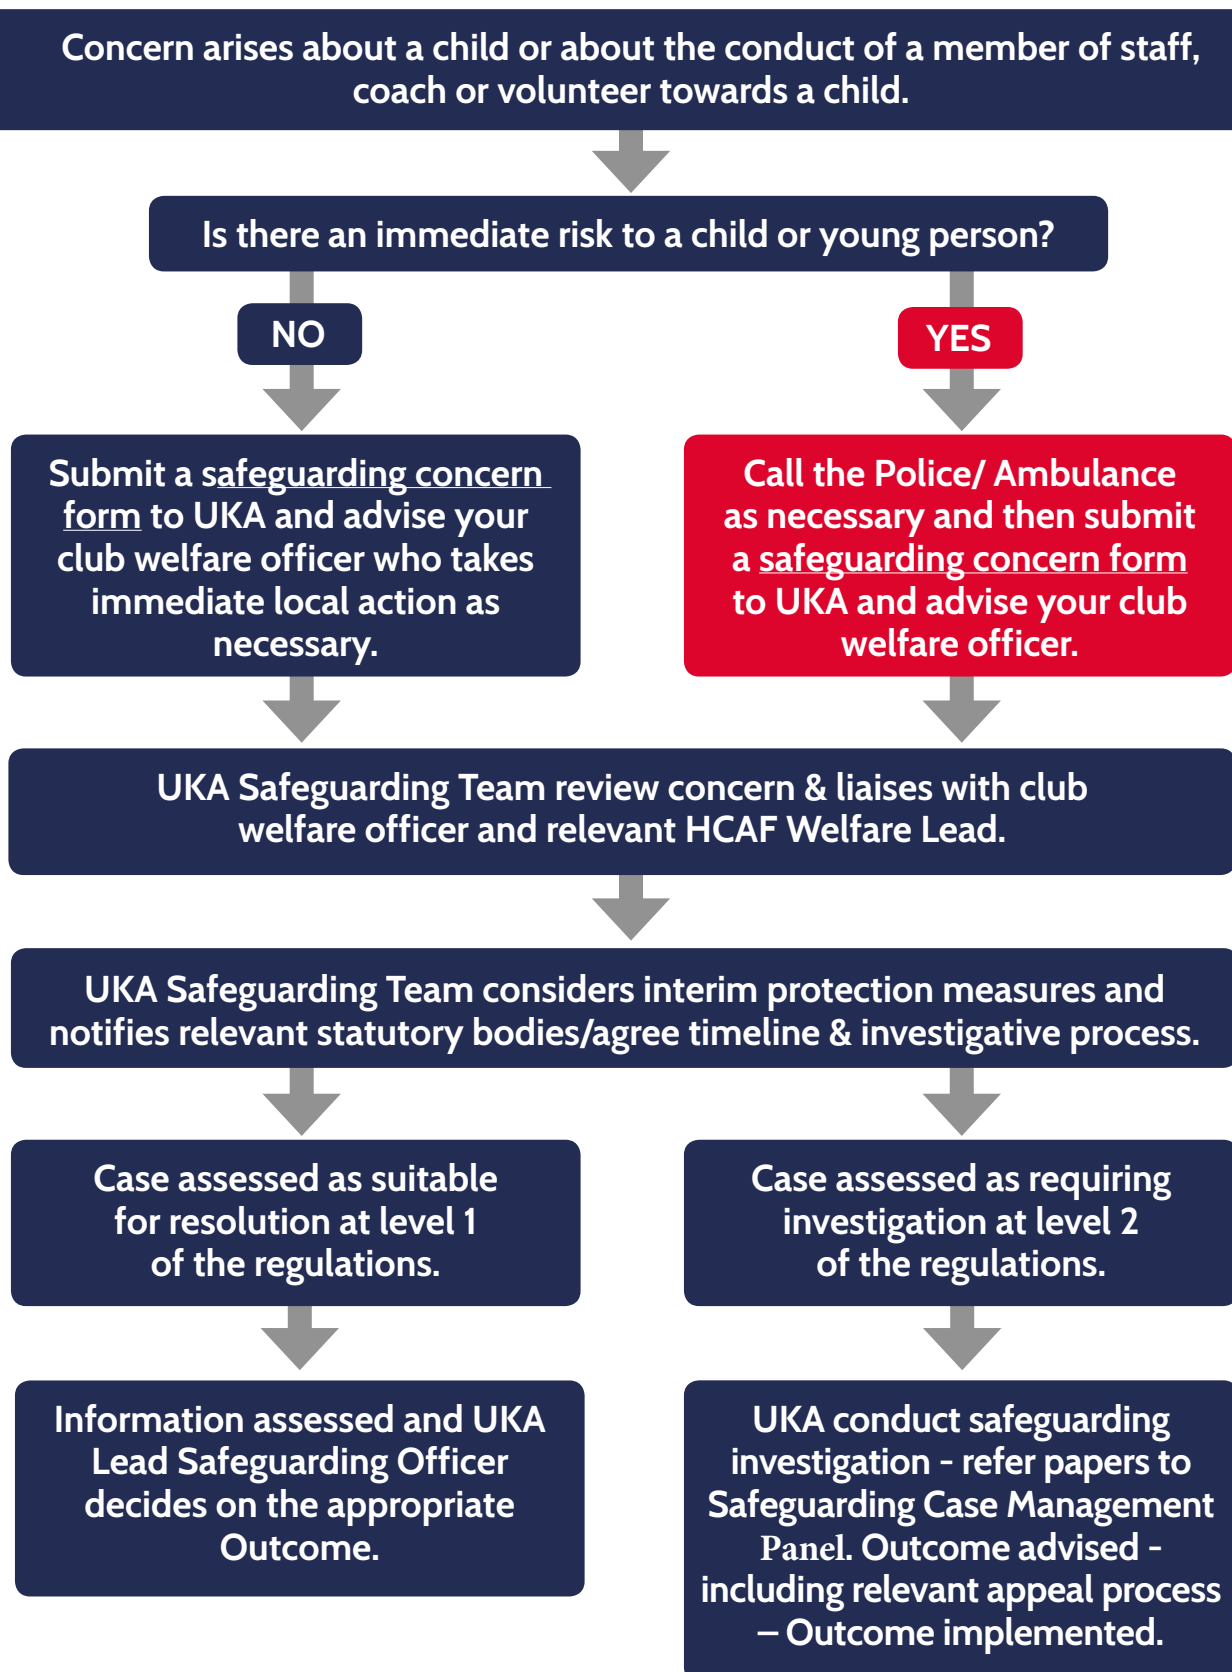 Concern arises about a child or about the conduct of a member of staff,
coach or volunteer towards a child.
Is there an immediate risk to a child or young person?
NO
YES
Submit a safeguarding concern
form to UKA and advise your
club welfare officer who takes
immediate local action as
necessary.
Call the Police/ Ambulance
as necessary and then submit
a safeguarding concern form
to UKA and advise your club
welfare officer.
UKA Safeguarding Team review concern & liaises with club
welfare officer and relevant HCAF Welfare Lead.
UKA Safeguarding Team considers interim protection measures and
notifies relevant statutory bodies/agree timeline & investigative process.
Case assessed as suitable
for resolution at level 1
of the regulations.
Case assessed as requiring
investigation at level 2
of the regulations.
Information assessed and UKA
Lead Safeguarding Officer
decides on the appropriate
Outcome.
UKA conduct safeguarding
investigation - refer papers to
Safeguarding Case Management
Panel. Outcome advised -
including relevant appeal process
– Outcome implemented.